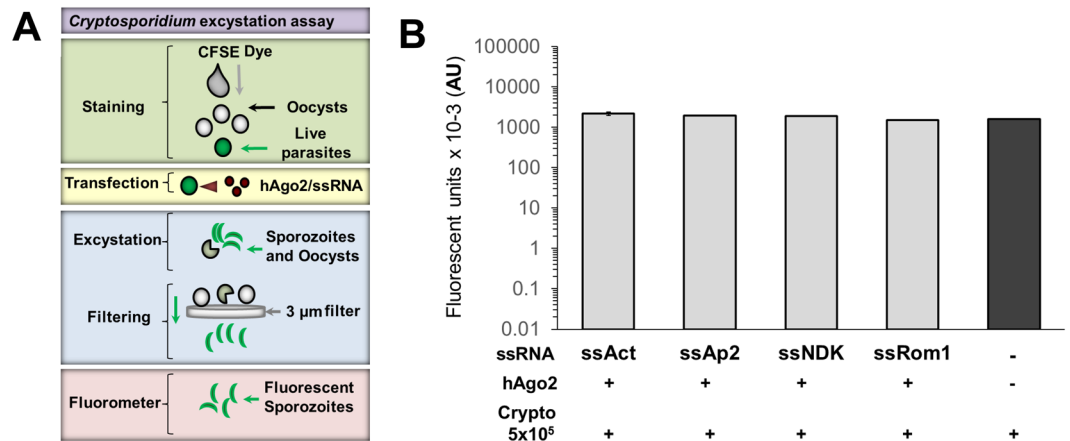 A
Cryptosporidium excystation assay
CFSE Dye
Staining
Oocysts
Live
parasites
Transfection
hAgo2/ssRNA
Excystation
Sporozoites
and Oocysts
Filtering
3 µm filter
Fluorometer
Fluorescent
Sporozoites
B
Fluorescent units x 10-3 (AU)
100000
10000
1000
100
10
1
0.1
0.01
ssRNA ssAct ssAp2 ssNDK ssRom1 -
hAgo2 + + + + -
Crypto
5x10⁵ + + + + +